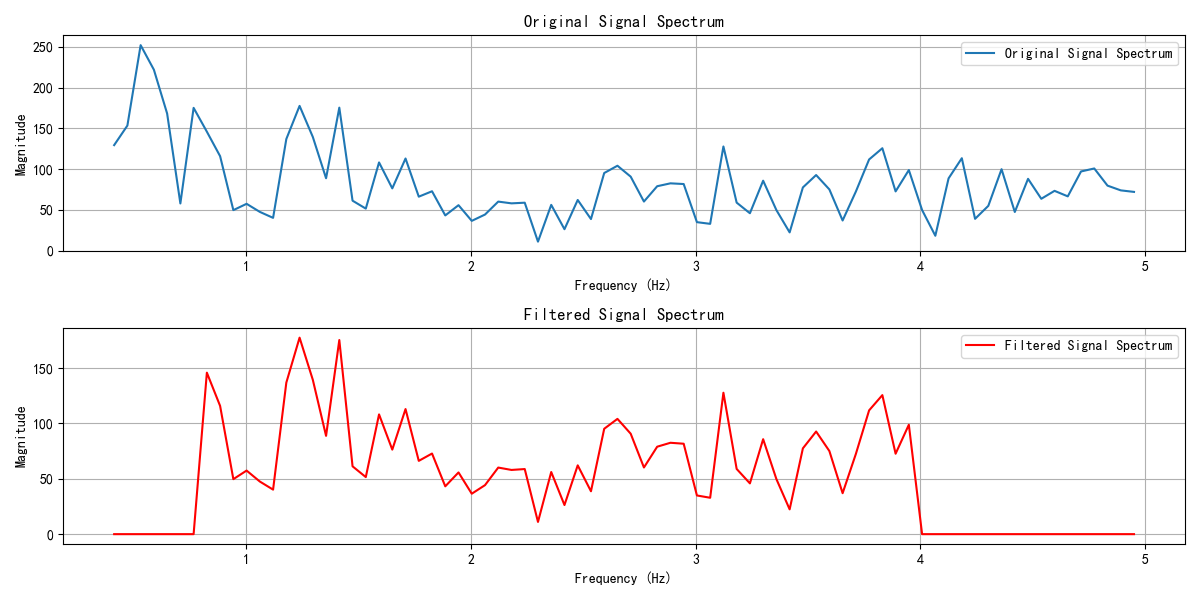 Original Signal Spectrum
250
200
150
100
50
0
Magnitude
Original Signal Spectrum
1 2 3 4 5
Frequency (Hz)
Filtered Signal Spectrum
150
100
50
0
Magnitude
Filtered Signal Spectrum
1 2 3 4 5
Frequency (Hz)